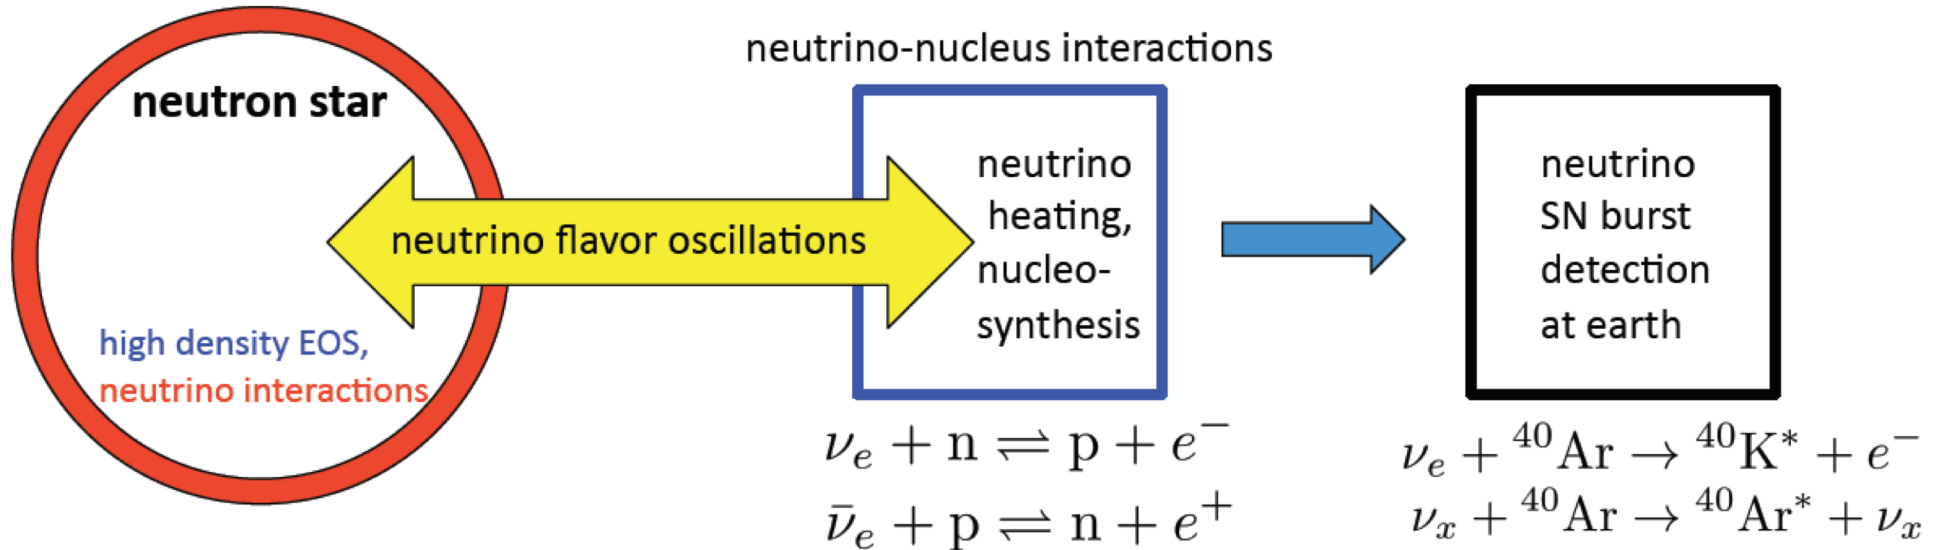 neutron star
high density EOS,
neutrino interactions
neutrino flavor oscillations
neutrino-nucleus interactions
neutrino
heating,
nucleo-
synthesis
νₑ + n ⇌ p + e⁻
ν̄ₑ + p ⇌ n + e⁺
neutrino
SN burst
detection
at earth
νₑ + ⁴⁰Ar → ⁴⁰K* + e⁻
νₓ + ⁴⁰Ar → ⁴⁰Ar* + νₓ